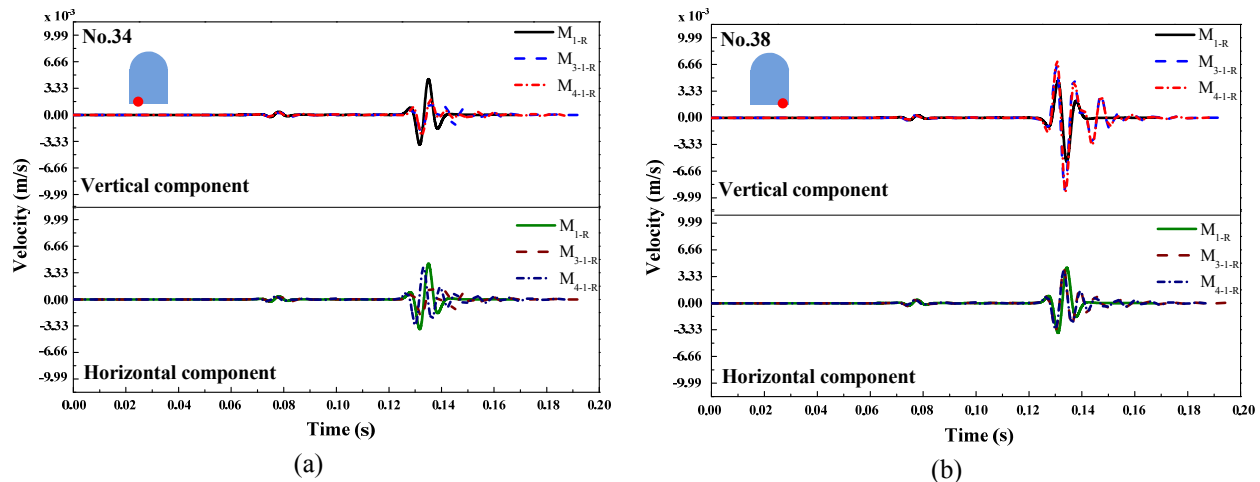 x 10⁻³
No.34
9.99
6.66
3.33
0.00
-3.33
-6.66
-9.99
M1-R
M3-1-R
M4-1-R
Vertical component
9.99
6.66
3.33
0.00
-3.33
-6.66
-9.99
M1-R
M3-1-R
M4-1-R
Horizontal component
Velocity (m/s)
0.00 0.02 0.04 0.06 0.08 0.10 0.12 0.14 0.16 0.18 0.20
Time (s)
(a)
x 10⁻³
No.38
9.99
6.66
3.33
0.00
-3.33
-6.66
-9.99
M1-R
M3-1-R
M4-1-R
Vertical component
9.99
6.66
3.33
0.00
-3.33
-6.66
-9.99
M1-R
M3-1-R
M4-1-R
Horizontal component
Velocity (m/s)
0.00 0.02 0.04 0.06 0.08 0.10 0.12 0.14 0.16 0.18 0.20
Time (s)
(b)